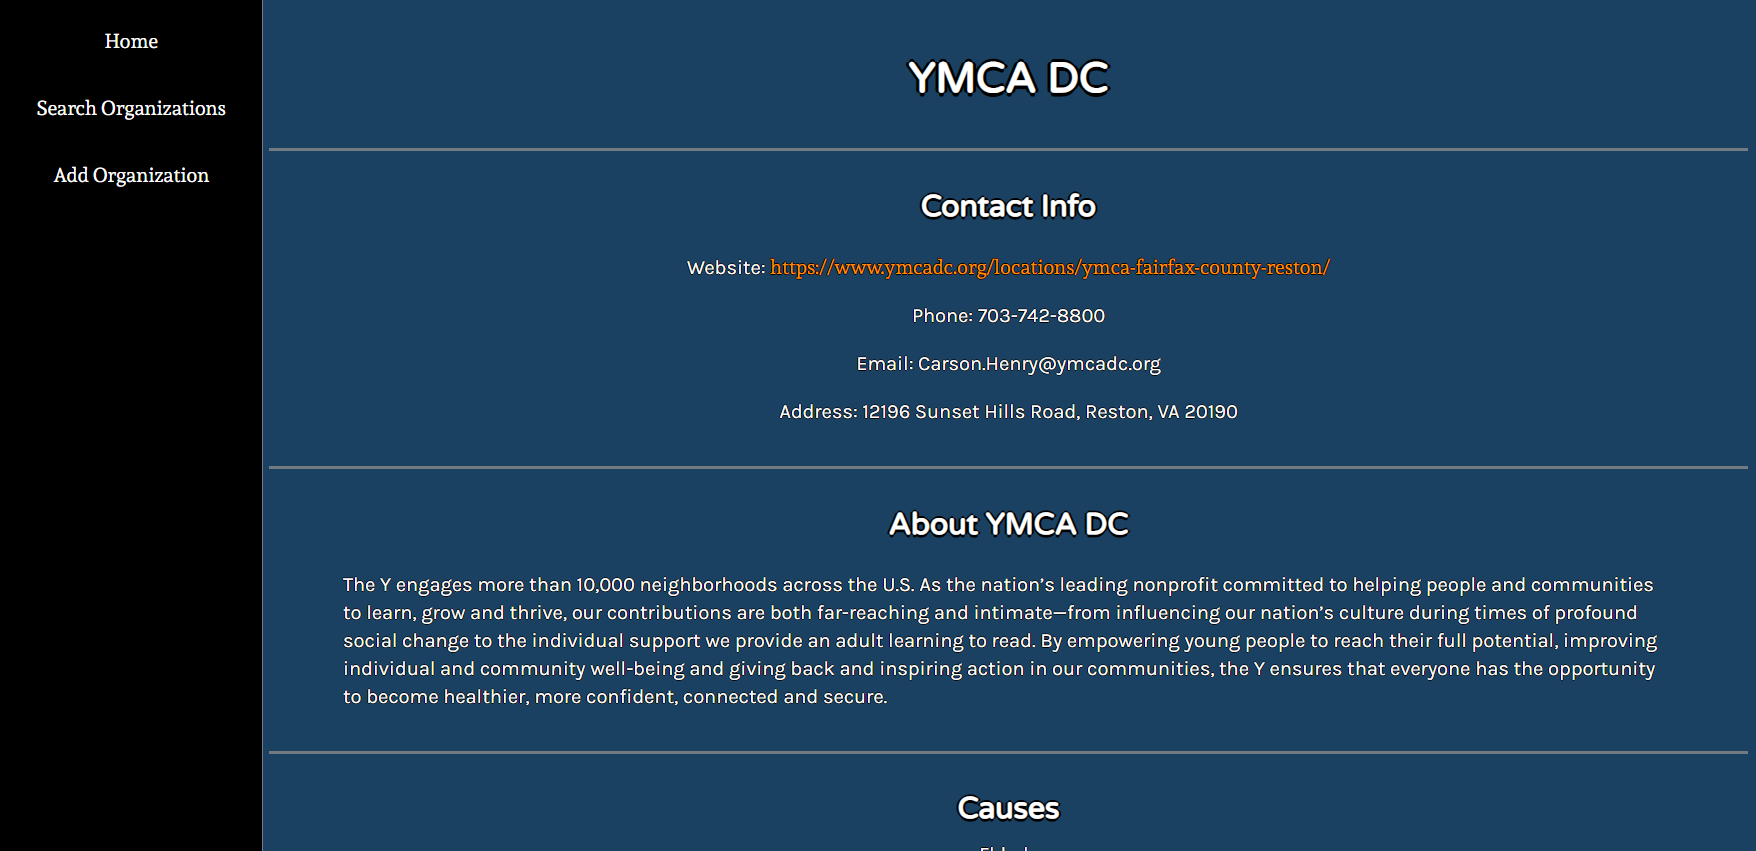 Home
Search Organizations
Add Organization
YMCA DC
Contact Info
Website: https://www.ymcadc.org/locations/ymca-fairfax-county-reston/
Phone: 703-742-8800
Email: Carson.Henry@ymcadc.org
Address: 12196 Sunset Hills Road, Reston, VA 20190
About YMCA DC
The Y engages more than 10,000 neighborhoods across the U.S. As the nation’s leading nonprofit committed to helping people and communities
to learn, grow and thrive, our contributions are both far-reaching and intimate—from influencing our nation’s culture during times of profound
social change to the individual support we provide an adult learning to read. By empowering young people to reach their full potential, improving
individual and community well-being and giving back and inspiring action in our communities, the Y ensures that everyone has the opportunity
to become healthier, more confident, connected and secure.
Causes